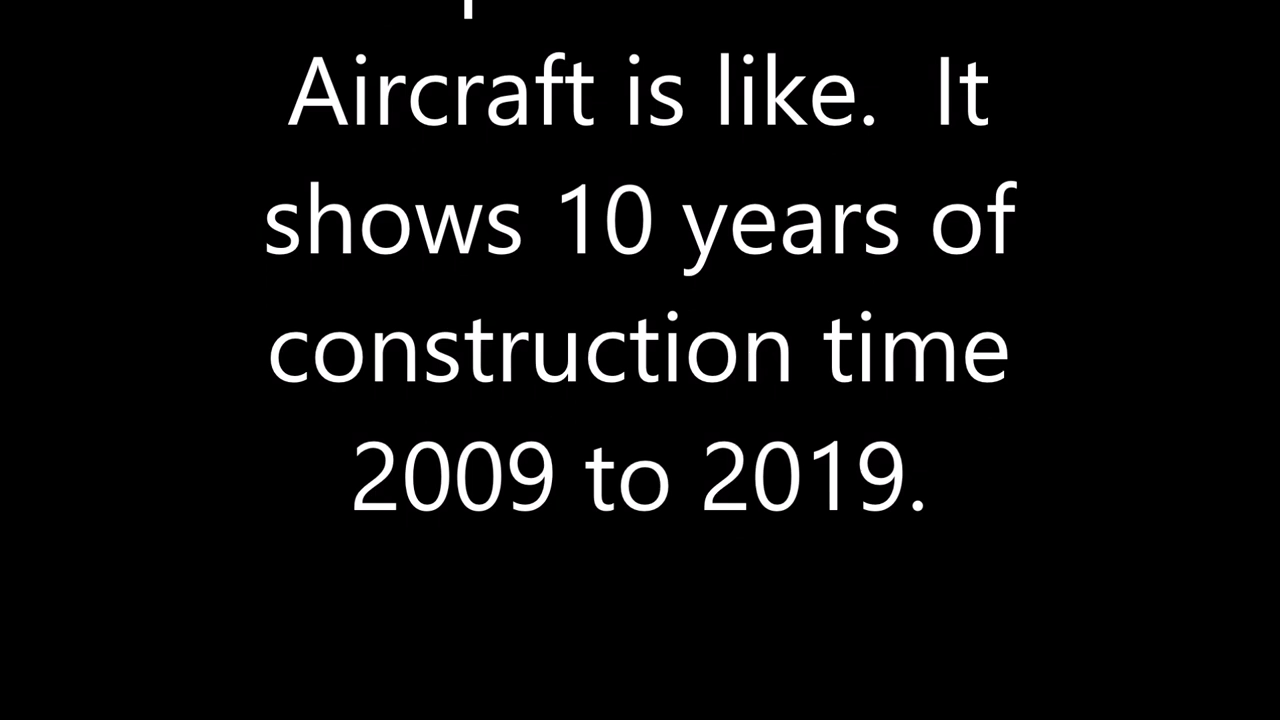 Aircraft is like.  It
shows 10 years of
construction time
2009 to 2019.